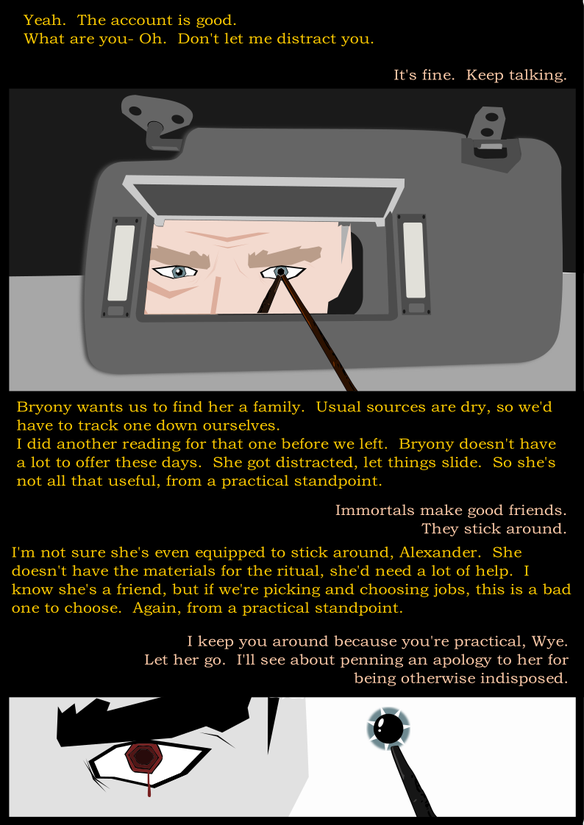 Yeah.  The account is good.
What are you- Oh.  Don't let me distract you.
It's fine.  Keep talking.
Bryony wants us to find her a family.  Usual sources are dry, so we'd
have to track one down ourselves.
I did another reading for that one before we left.  Bryony doesn't have
a lot to offer these days.  She got distracted, let things slide.  So she's
not all that useful, from a practical standpoint.
Immortals make good friends.
They stick around.
I'm not sure she's even equipped to stick around, Alexander.  She
doesn't have the materials for the ritual, she'd need a lot of help.  I
know she's a friend, but if we're picking and choosing jobs, this is a bad
one to choose.  Again, from a practical standpoint.
I keep you around because you're practical, Wye.
Let her go.  I'll see about penning an apology to her for
being otherwise indisposed.